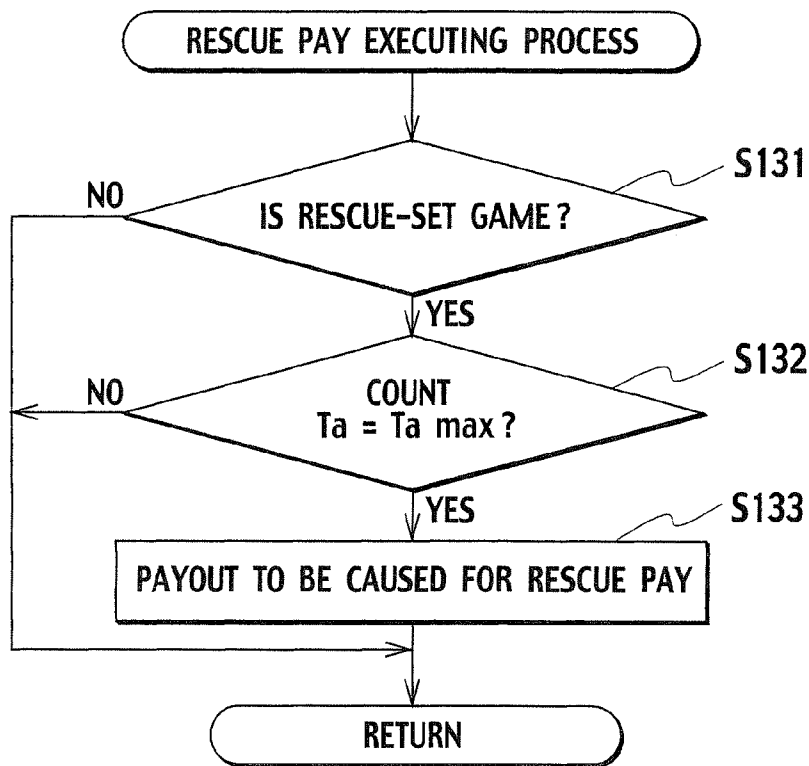 RESCUE PAY EXECUTING PROCESS
S131
NO
IS RESCUE-SET GAME?
YES
S132
NO
COUNT
Ta = Ta max?
YES
S133
PAYOUT TO BE CAUSED FOR RESCUE PAY
RETURN